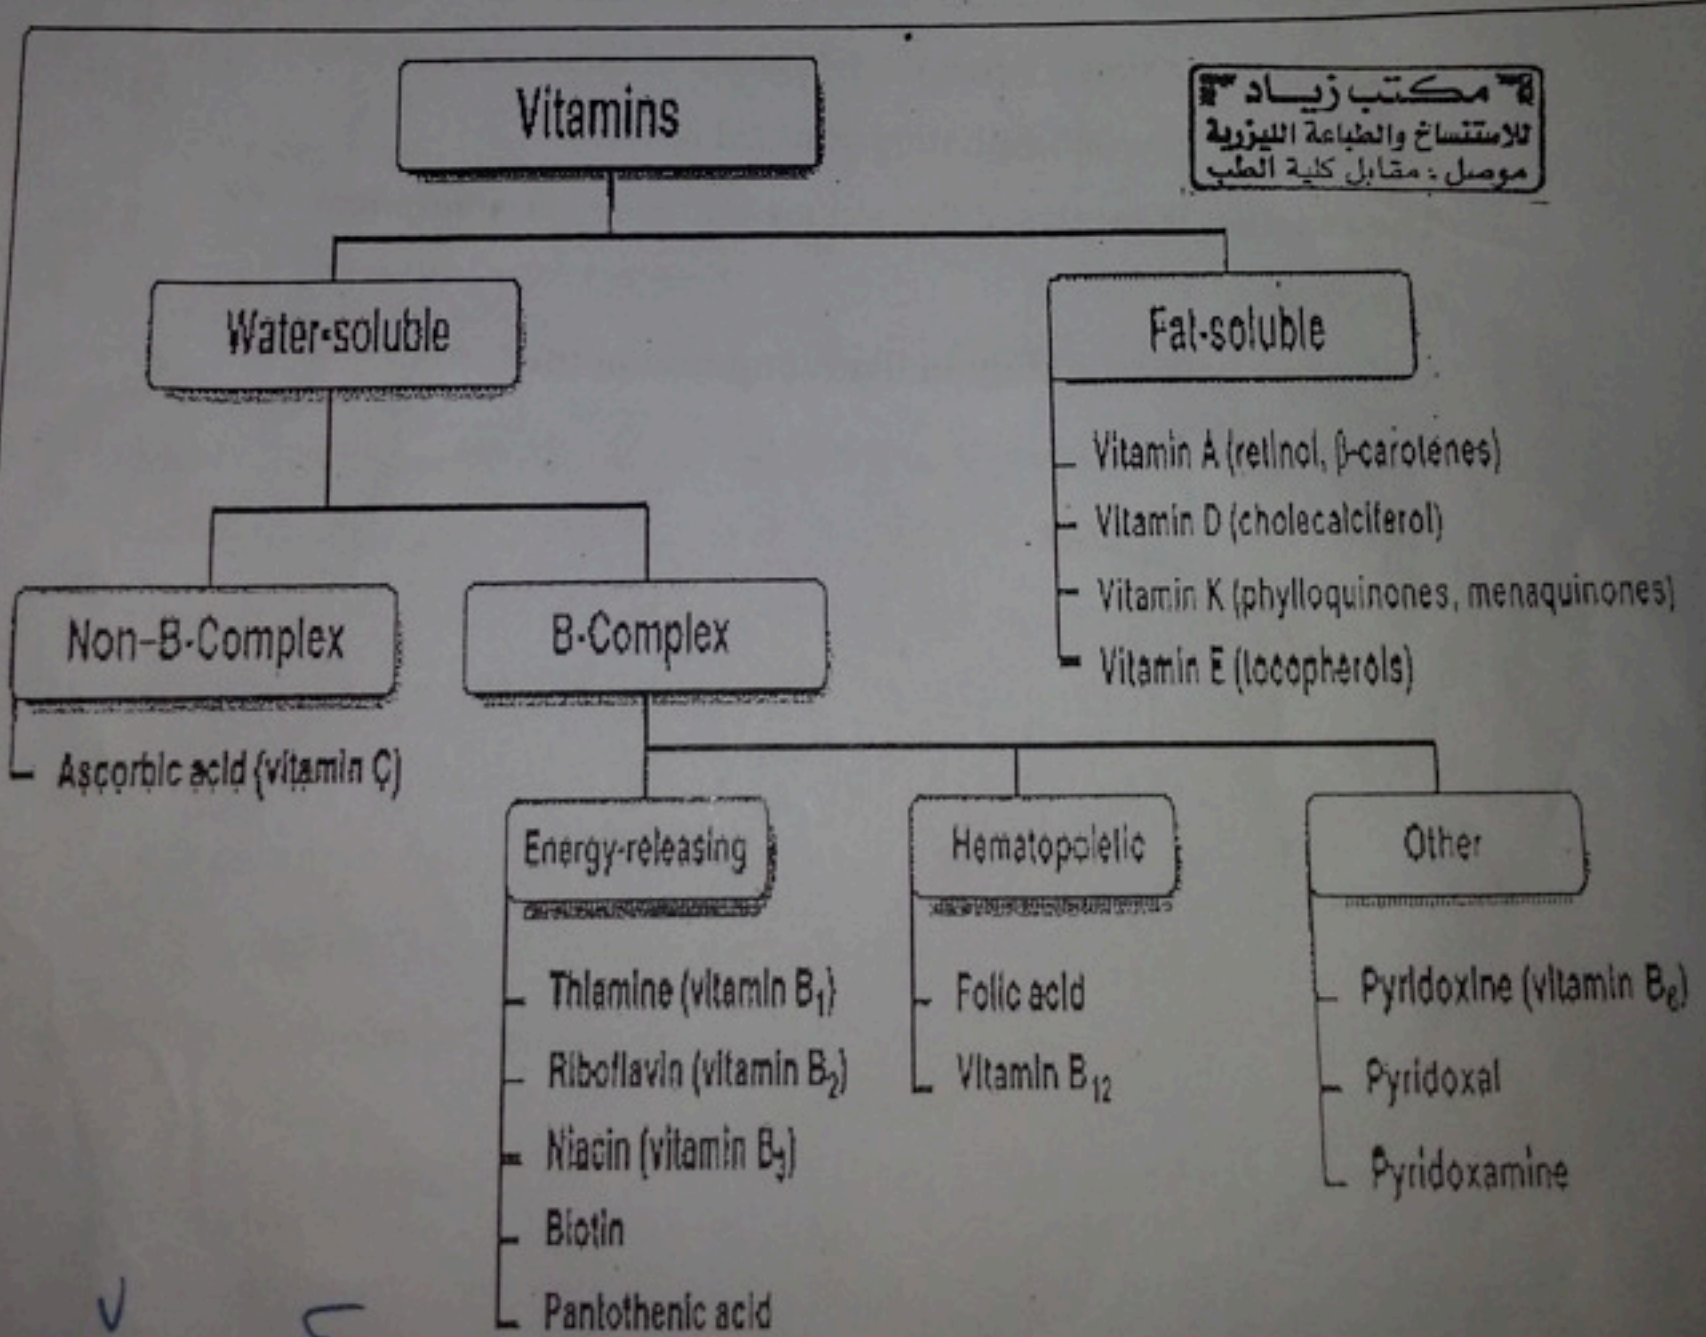 Vitamins
مكتب زياد
للاستنساخ والطباعة الليزرية
موصل : مقابل كلية الطب
Water-soluble
Fat-soluble
Vitamin A (retinol, β-carotenes)
Vitamin D (cholecalciferol)
Vitamin K (phylloquinones, menaquinones)
Vitamin E (tocopherols)
Non-B-Complex
B-Complex
Ascorbic acid (vitamin C)
Energy-releasing
Hematopoietic
Other
Thiamine (vitamin B₁)
Riboflavin (vitamin B₂)
Niacin (vitamin B₃)
Biotin
Pantothenic acid
Folic acid
Vitamin B₁₂
Pyridoxine (vitamin B₆)
Pyridoxal
Pyridoxamine